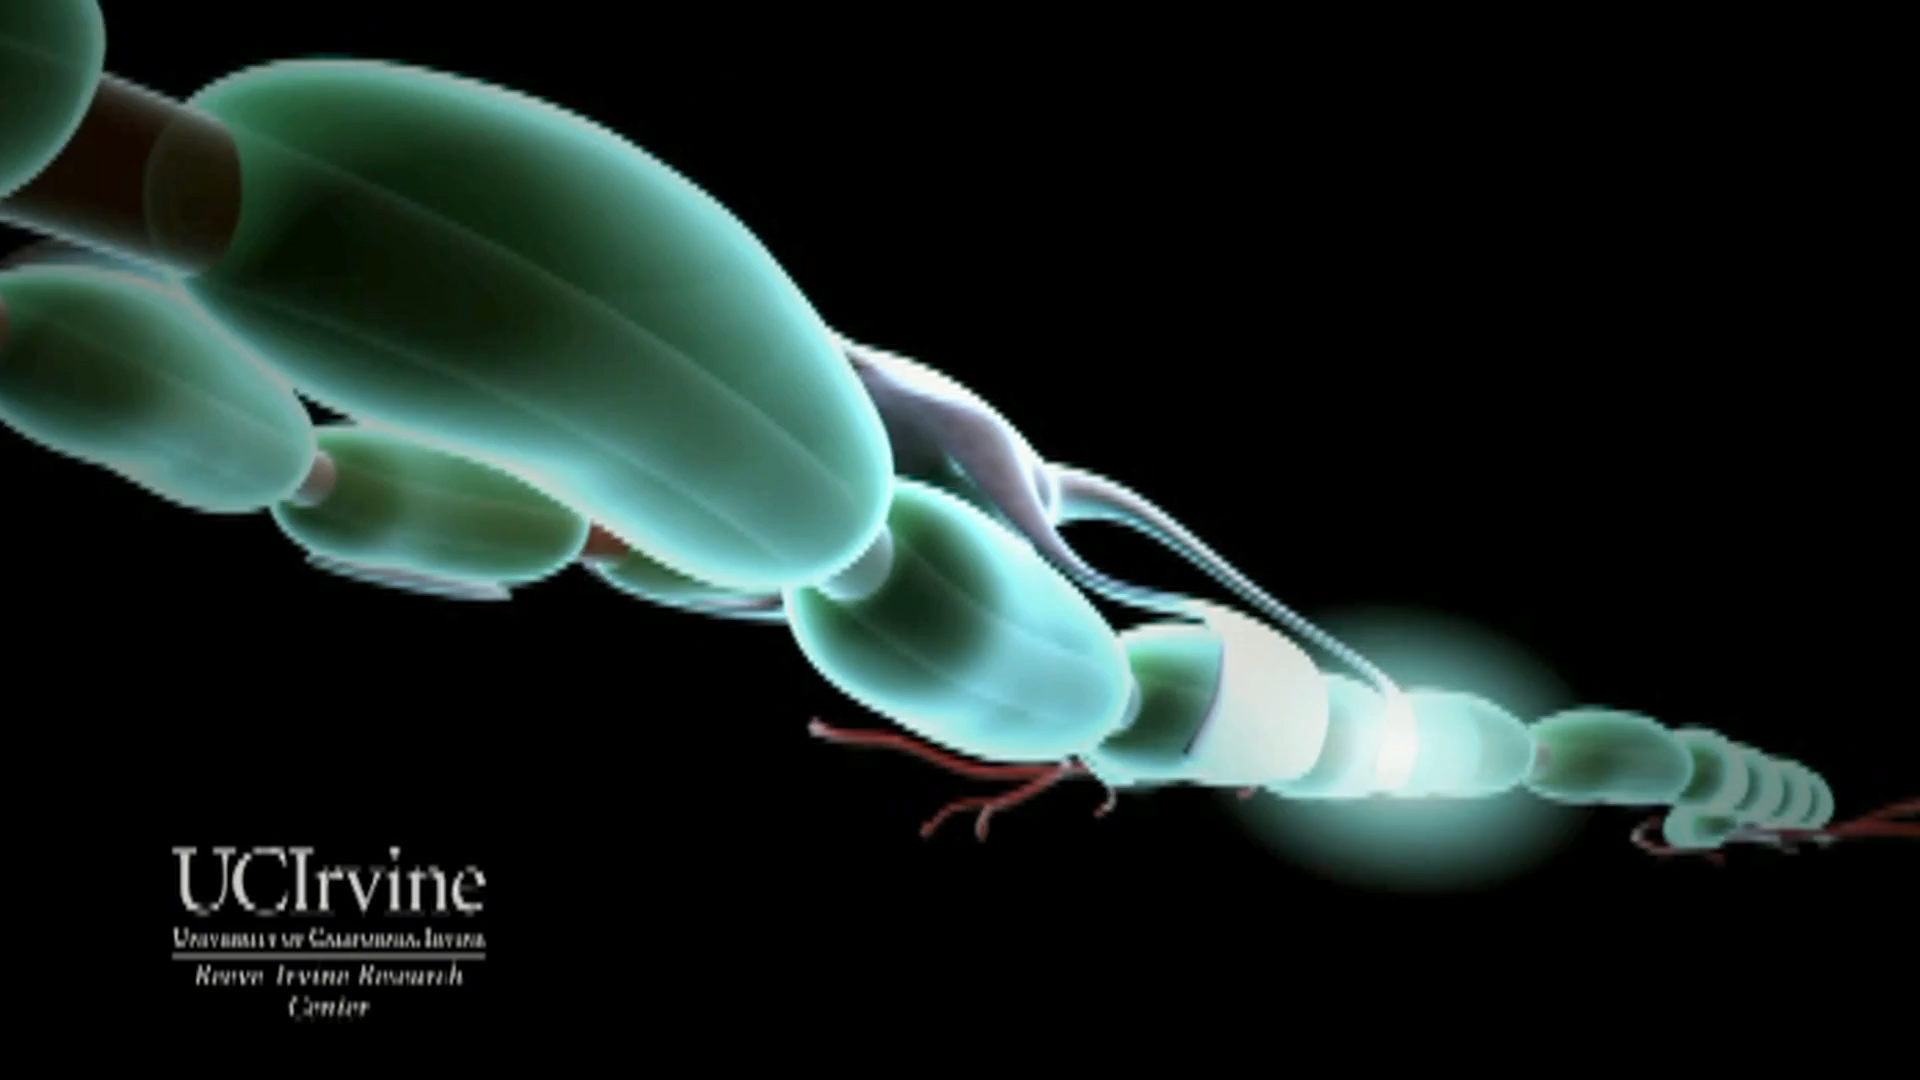 UCIrvine
University of California, Irvine
Reeve-Irvine Research
Center